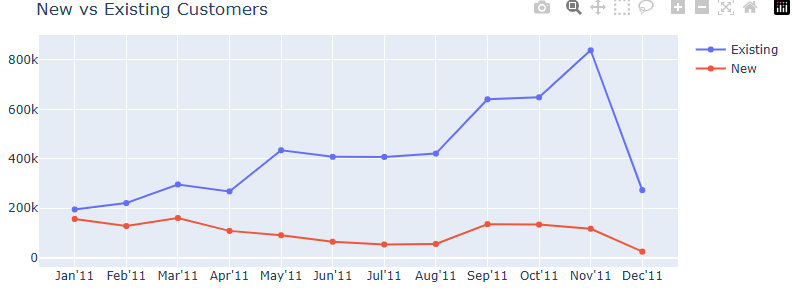 New vs Existing Customers
800k
600k
400k
200k
0
Existing
New
Jan'11 Feb'11 Mar'11 Apr'11 May'11 Jun'11 Jul'11 Aug'11 Sep'11 Oct'11 Nov'11 Dec'11